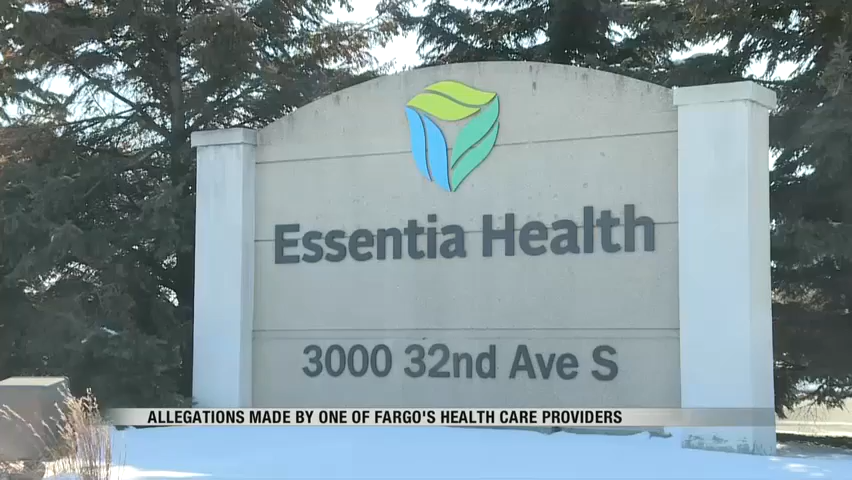 Essentia Health
3000 32nd Ave S
ALLEGATIONS MADE BY ONE OF FARGO'S HEALTH CARE PROVIDERS